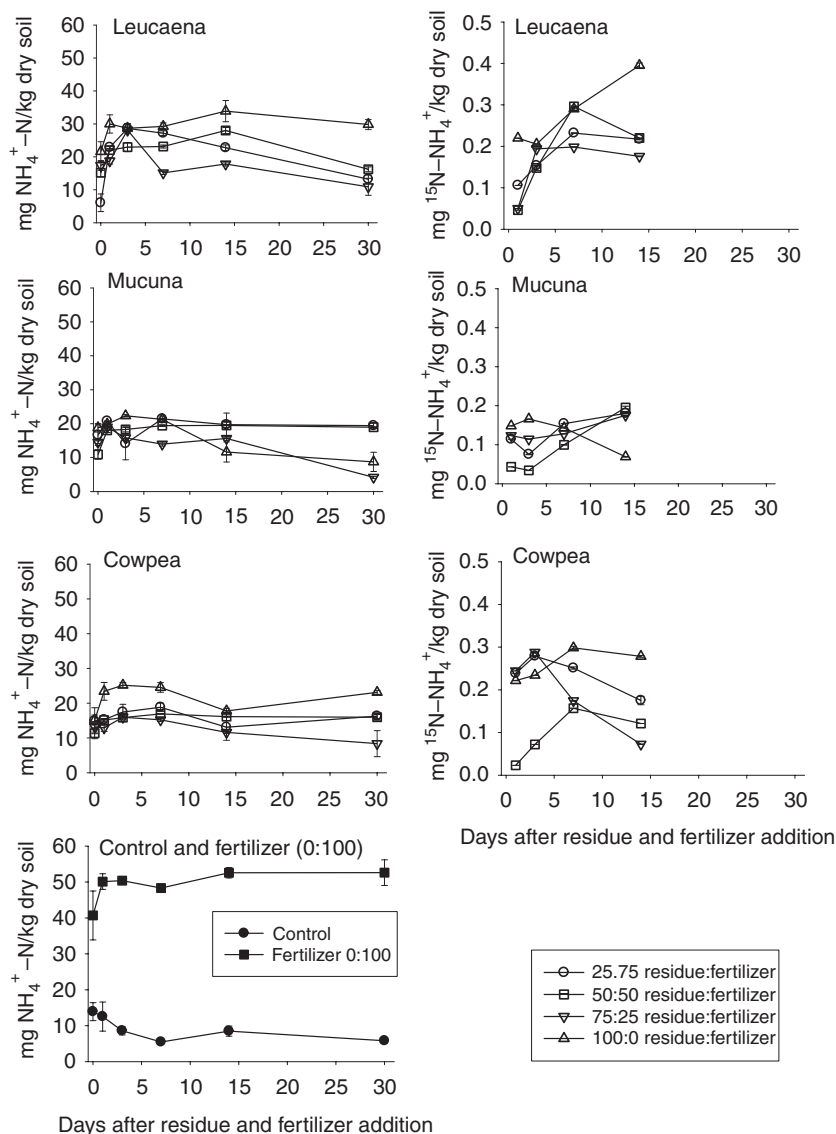 Leucaena
mg NH₄⁺–N/kg dry soil
60
50
40
30
20
10
0
0 5 10 15 20 25 30
Leucaena
mg ¹⁵N–NH₄⁺/kg dry soil
0.5
0.4
0.3
0.2
0.1
0.0
0 5 10 15 20 25 30
Mucuna
mg NH₄⁺–N/kg dry soil
60
50
40
30
20
10
0
0 5 10 15 20 25 30
Mucuna
mg ¹⁵N–NH₄⁺/kg dry soil
0.5
0.4
0.3
0.2
0.1
0.0
0 5 10 15 20 25 30
Cowpea
mg NH₄⁺–N/kg dry soil
60
50
40
30
20
10
0
0 5 10 15 20 25 30
Cowpea
mg ¹⁵N–NH₄⁺/kg dry soil
0.5
0.4
0.3
0.2
0.1
0.0
0 5 10 15 20 25 30
Days after residue and fertilizer addition
Control and fertilizer (0:100)
mg NH₄⁺–N/kg dry soil
60
50
40
30
20
10
0
Control
Fertilizer 0:100
0 5 10 15 20 25 30
Days after residue and fertilizer addition
25.75 residue:fertilizer
50:50 residue:fertilizer
75:25 residue:fertilizer
100:0 residue:fertilizer